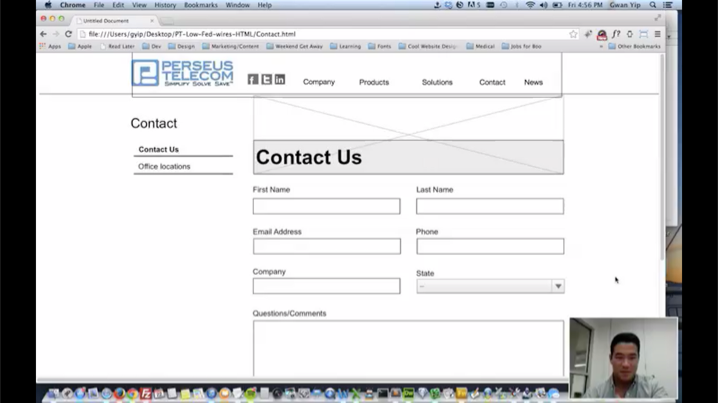 Chrome File Edit View History Bookmarks Window Help
Fri 4:56 PM Gwan Yip
Untitled Document
file:///Users/gyip/Desktop/PT-Low-Fed-wires-HTML/Contact.html
Apps Apple Read Later Dev Design Marketing/Content Weekend Get Away Learning Fonts Cool Website Desig Medical Jobs for Boo Other Bookmarks
PERSEUS
TELECOM
SIMPLIFY SOLVE SAVE
Company Products Solutions Contact News
Contact
Contact Us
Office locations
Contact Us
First Name Last Name
Email Address Phone
Company State
--
Questions/Comments